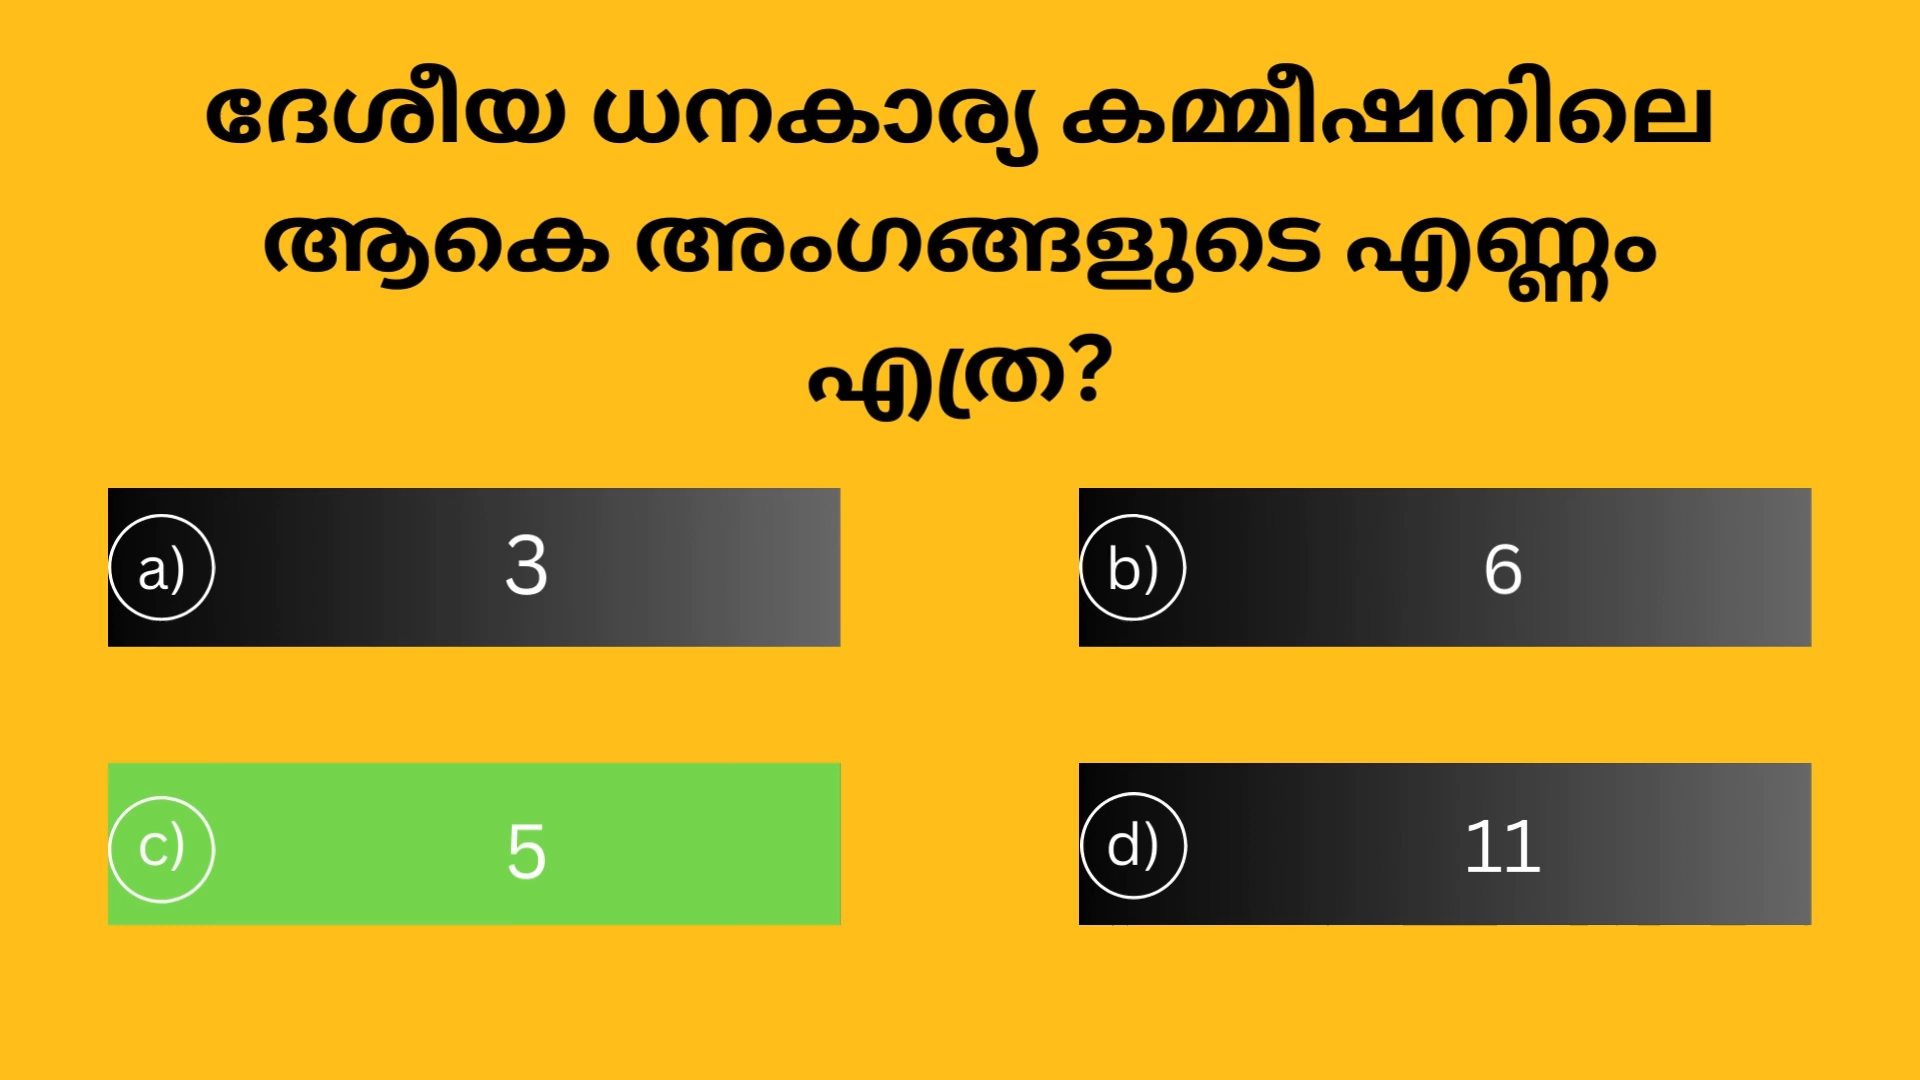 ദേശീയ ധനകാര്യ കമ്മീഷനിലെ
ആകെ അംഗങ്ങളുടെ എണ്ണം
എത്ര?
a) 3
b) 6
c) 5
d) 11